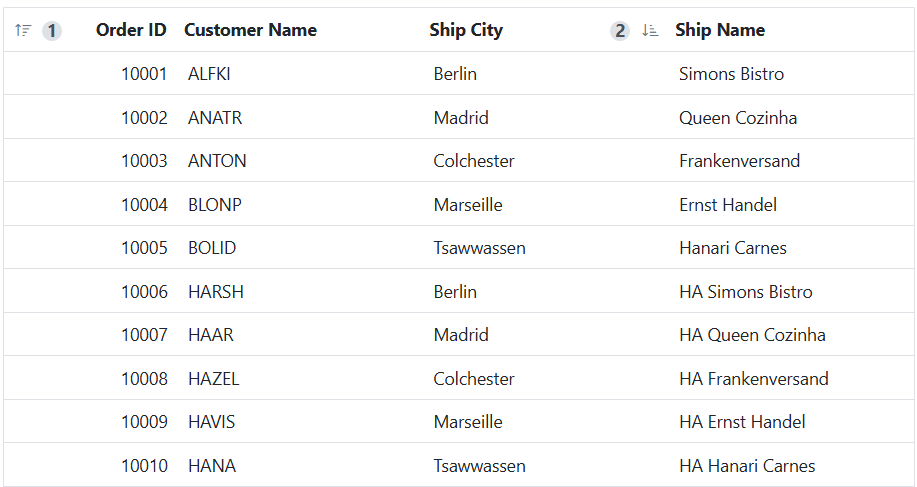 1 Order ID Customer Name Ship City 2 Ship Name
10001 ALFKI Berlin Simons Bistro
10002 ANATR Madrid Queen Cozinha
10003 ANTON Colchester Frankenversand
10004 BLONP Marseille Ernst Handel
10005 BOLID Tsawwassen Hanari Carnes
10006 HARSH Berlin HA Simons Bistro
10007 HAAR Madrid HA Queen Cozinha
10008 HAZEL Colchester HA Frankenversand
10009 HAVIS Marseille HA Ernst Handel
10010 HANA Tsawwassen HA Hanari Carnes